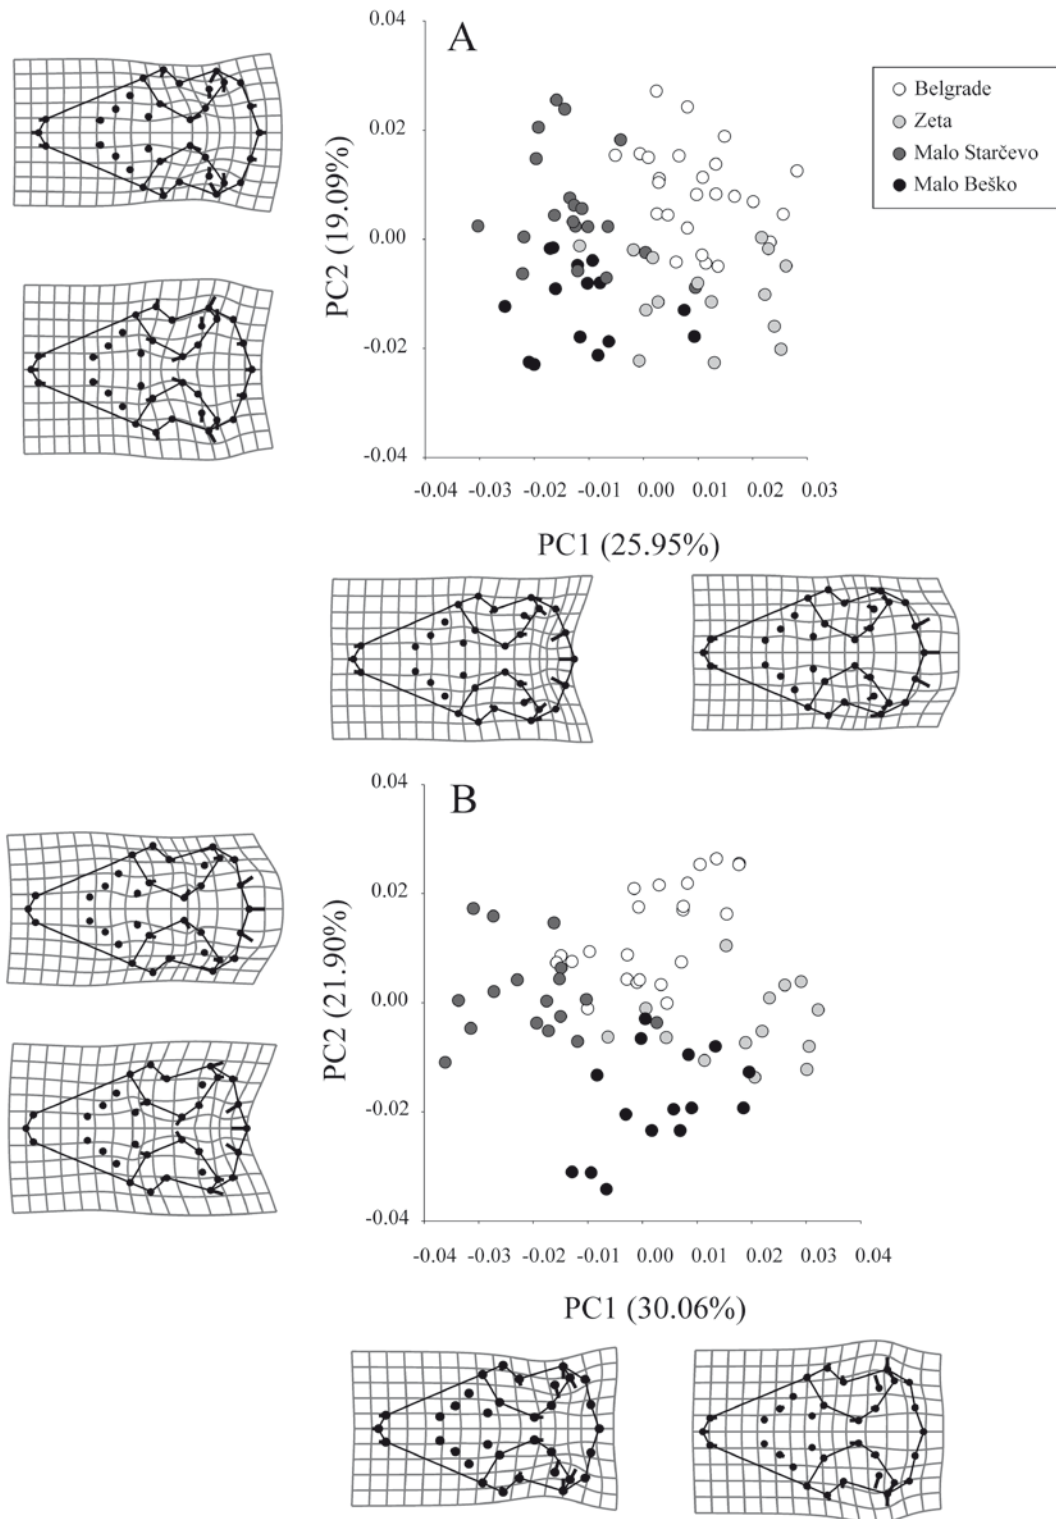 A
0.04
0.02
0.00
-0.02
-0.04
PC2 (19.09%)
-0.04 -0.03 -0.02 -0.01 0.00 0.01 0.02 0.03
PC1 (25.95%)
Belgrade
Zeta
Malo Starčevo
Malo Beško
B
0.04
0.02
0.00
-0.02
-0.04
PC2 (21.90%)
-0.04 -0.03 -0.02 -0.01 0.00 0.01 0.02 0.03 0.04
PC1 (30.06%)